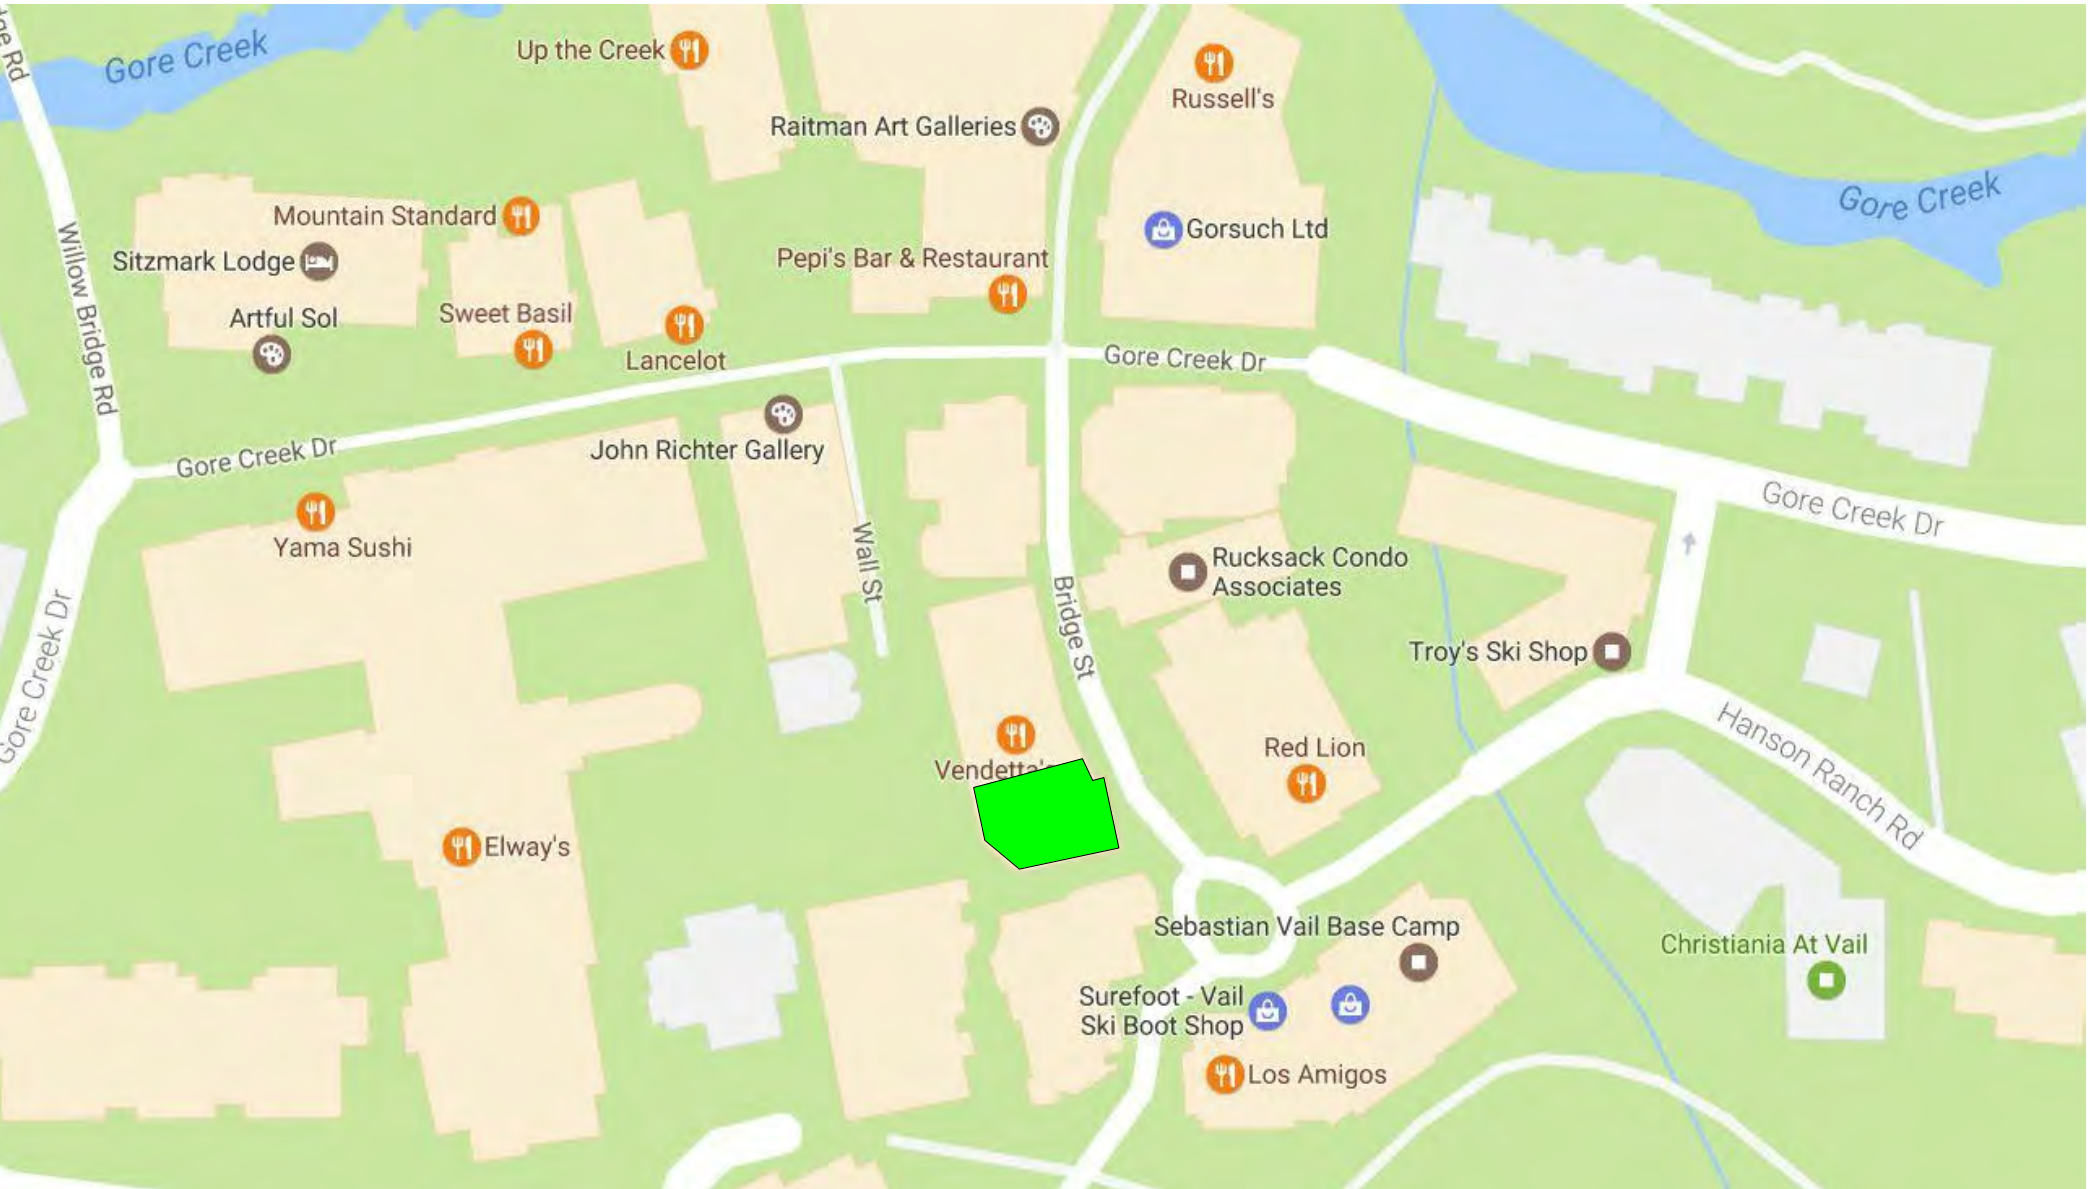 ge Rd
Gore Creek
Up the Creek
Russell's
Raitman Art Galleries
Gore Creek
Mountain Standard
Sitzmark Lodge
Pepi's Bar & Restaurant
Gorsuch Ltd
Willow Bridge Rd
Artful Sol
Sweet Basil
Lancelot
Gore Creek Dr
John Richter Gallery
Gore Creek Dr
Yama Sushi
Wall St
Gore Creek Dr
Rucksack Condo
Associates
Bridge St
Gore Creek Dr
Troy's Ski Shop
Hanson Ranch Rd
Red Lion
Vendetta's
Elway's
Sebastian Vail Base Camp
Christiania At Vail
Surefoot - Vail
Ski Boot Shop
Los Amigos